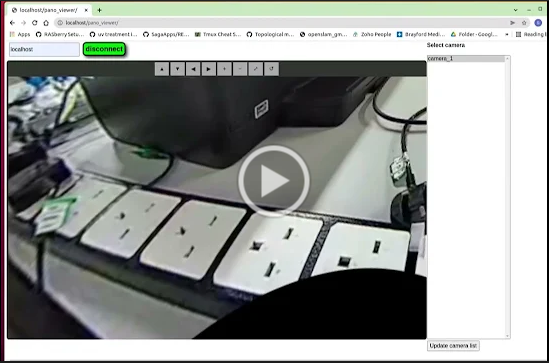 localhost/pano_viewer/
localhost/pano_viewer/
Apps
RASberry Setu...
uv treatment i...
SagaApps/RE...
Tmux Cheat S...
Topological m...
openslam_gm...
Zoho People
Brayford Medi...
Folder - Googl...
Reading
localhost
disconnect
Select camera
camera_1
Update camera list